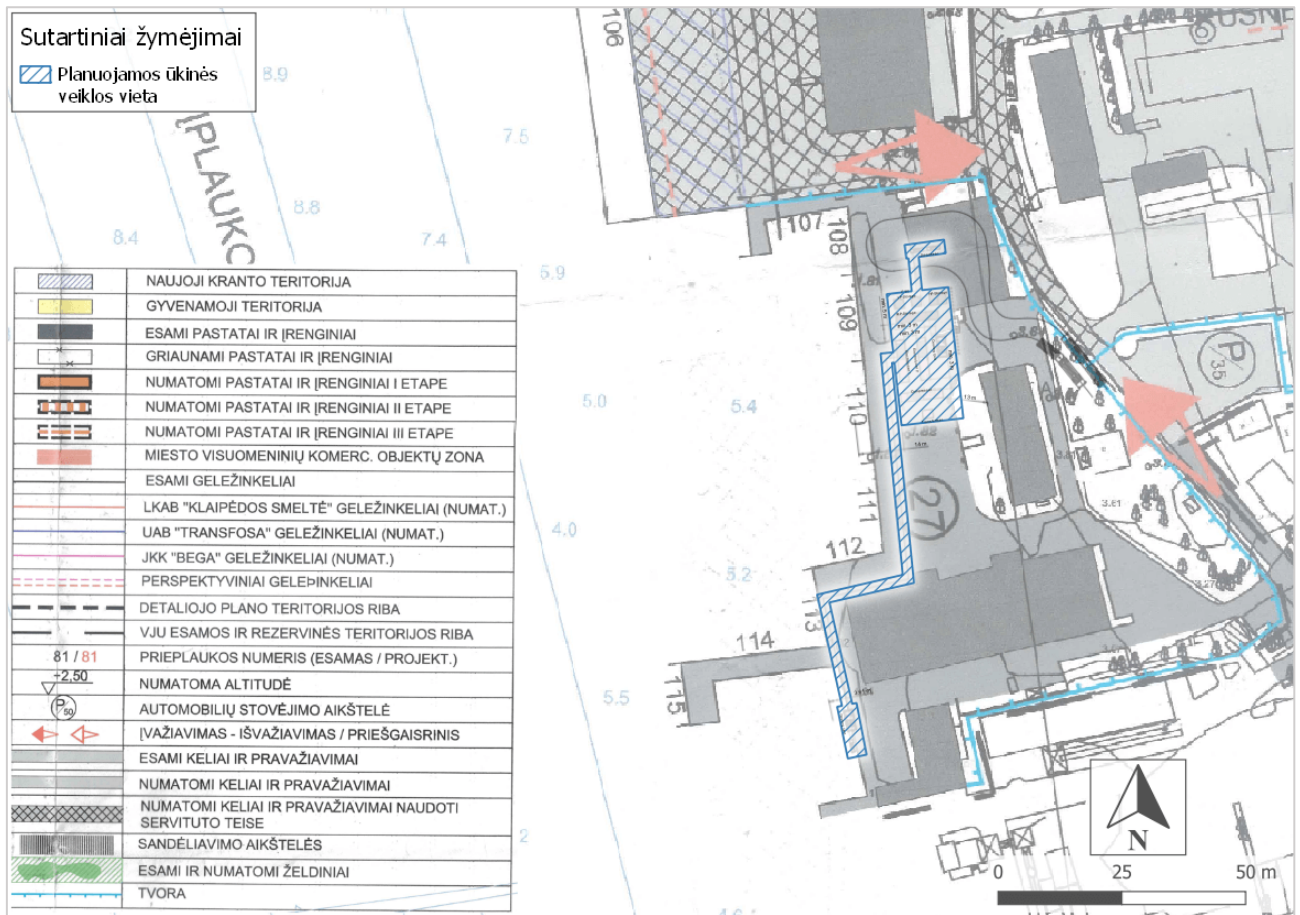 Sutartiniai žymėjimai
Planuojamos ūkinės
veiklos vieta
8.9
7.5
ĮPLAUKO
8.8
8.4
7.4
5.9
5.0
5.4
4.0
5.2
5.5
106
107
108
109
110
111
112
113
114
115
27
P/35
3.61
NAUJOJI KRANTO TERITORIJA
GYVENAMOJI TERITORIJA
ESAMI PASTATAI IR ĮRENGINIAI
GRIAUNAMI PASTATAI IR ĮRENGINIAI
NUMATOMI PASTATAI IR ĮRENGINIAI I ETAPE
NUMATOMI PASTATAI IR ĮRENGINIAI II ETAPE
NUMATOMI PASTATAI IR ĮRENGINIAI III ETAPE
MIESTO VISUOMENINIŲ KOMERC. OBJEKTŲ ZONA
ESAMI GELEŽINKELIAI
LKAB "KLAIPĖDOS SMELTĖ" GELEŽINKELIAI (NUMAT.)
UAB "TRANSFOSA" GELEŽINKELIAI (NUMAT.)
JKK "BEGA" GELEŽINKELIAI (NUMAT.)
PERSPEKTYVINIAI GELEÞINKELIAI
DETALIOJO PLANO TERITORIJOS RIBA
VJU ESAMOS IR REZERVINĖS TERITORIJOS RIBA
81 / 81 PRIEPLAUKOS NUMERIS (ESAMAS / PROJEKT.)
+2,50 NUMATOMA ALTITUDĖ
P/50 AUTOMOBILIŲ STOVĖJIMO AIKŠTELĖ
ĮVAŽIAVIMAS - IŠVAŽIAVIMAS / PRIEŠGAISRINIS
ESAMI KELIAI IR PRAVAŽIAVIMAI
NUMATOMI KELIAI IR PRAVAŽIAVIMAI
NUMATOMI KELIAI IR PRAVAŽIAVIMAI NAUDOTI
SERVITUTO TEISE
SANDĖLIAVIMO AIKŠTELĖS
ESAMI IR NUMATOMI ŽELDINIAI
TVORA
N
0 25 50 m